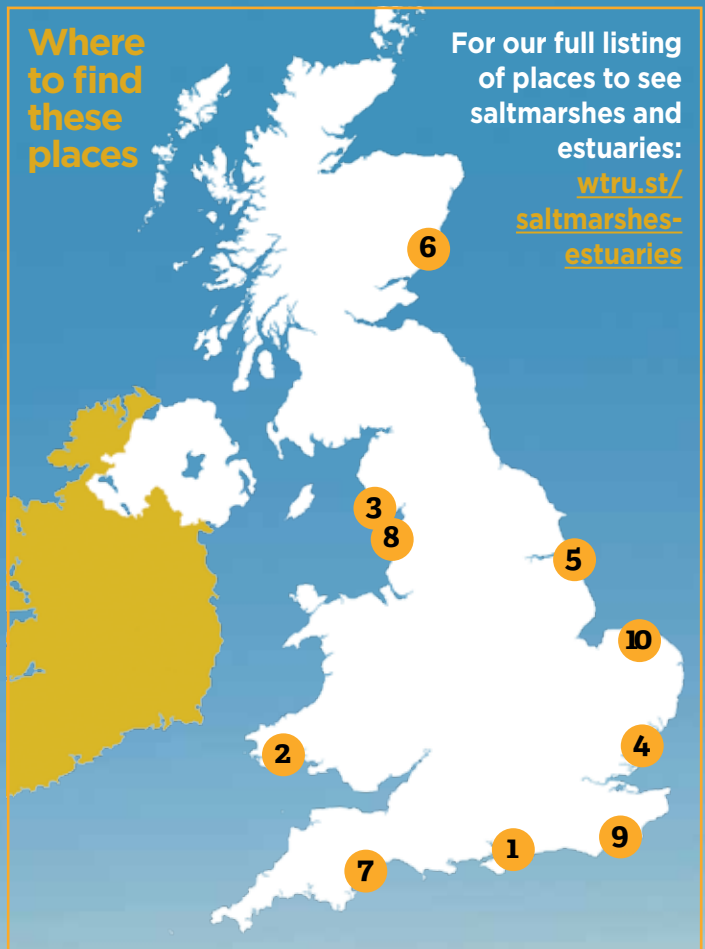 Where
to find
these
places
For our full listing
of places to see
saltmarshes and
estuaries:
wtru.st/
saltmarshes-
estuaries
6
3
8
5
10
4
2
9
1
7